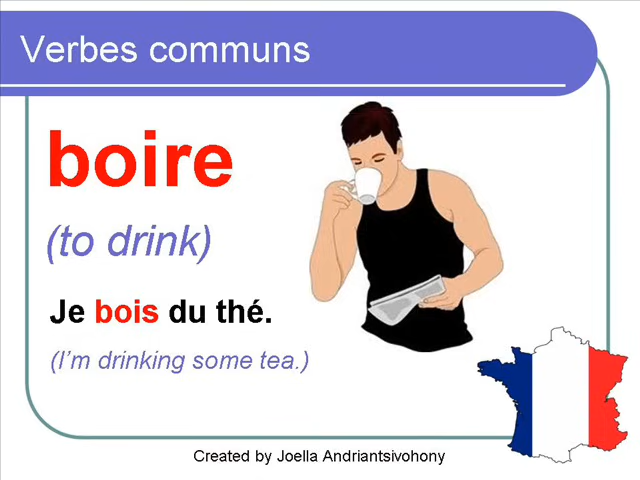 Verbes communs
boire
(to drink)
Je bois du thé.
(I'm drinking some tea.)
Created by Joella Andriantsivohony